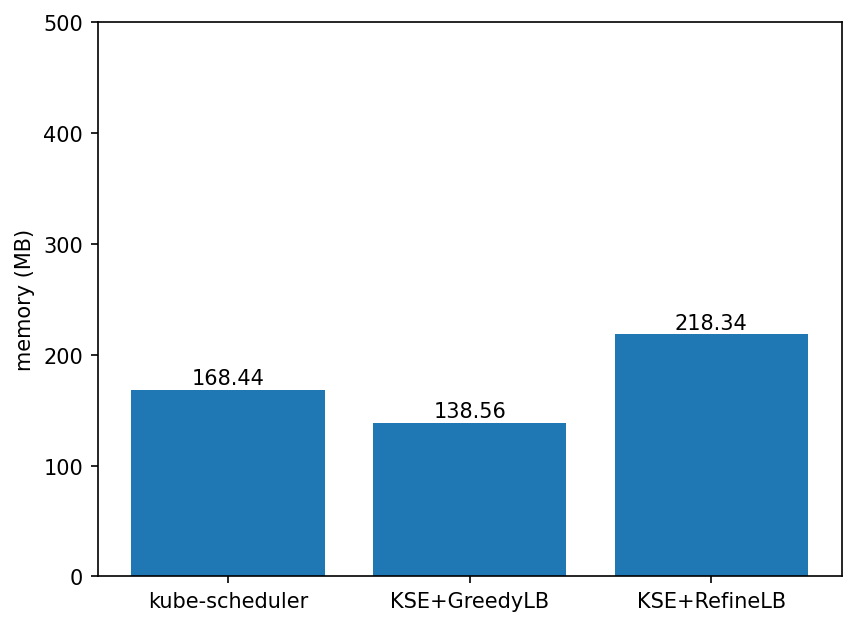 500
400
300
200
100
0
memory (MB)
168.44
138.56
218.34
kube-scheduler
KSE+GreedyLB
KSE+RefineLB